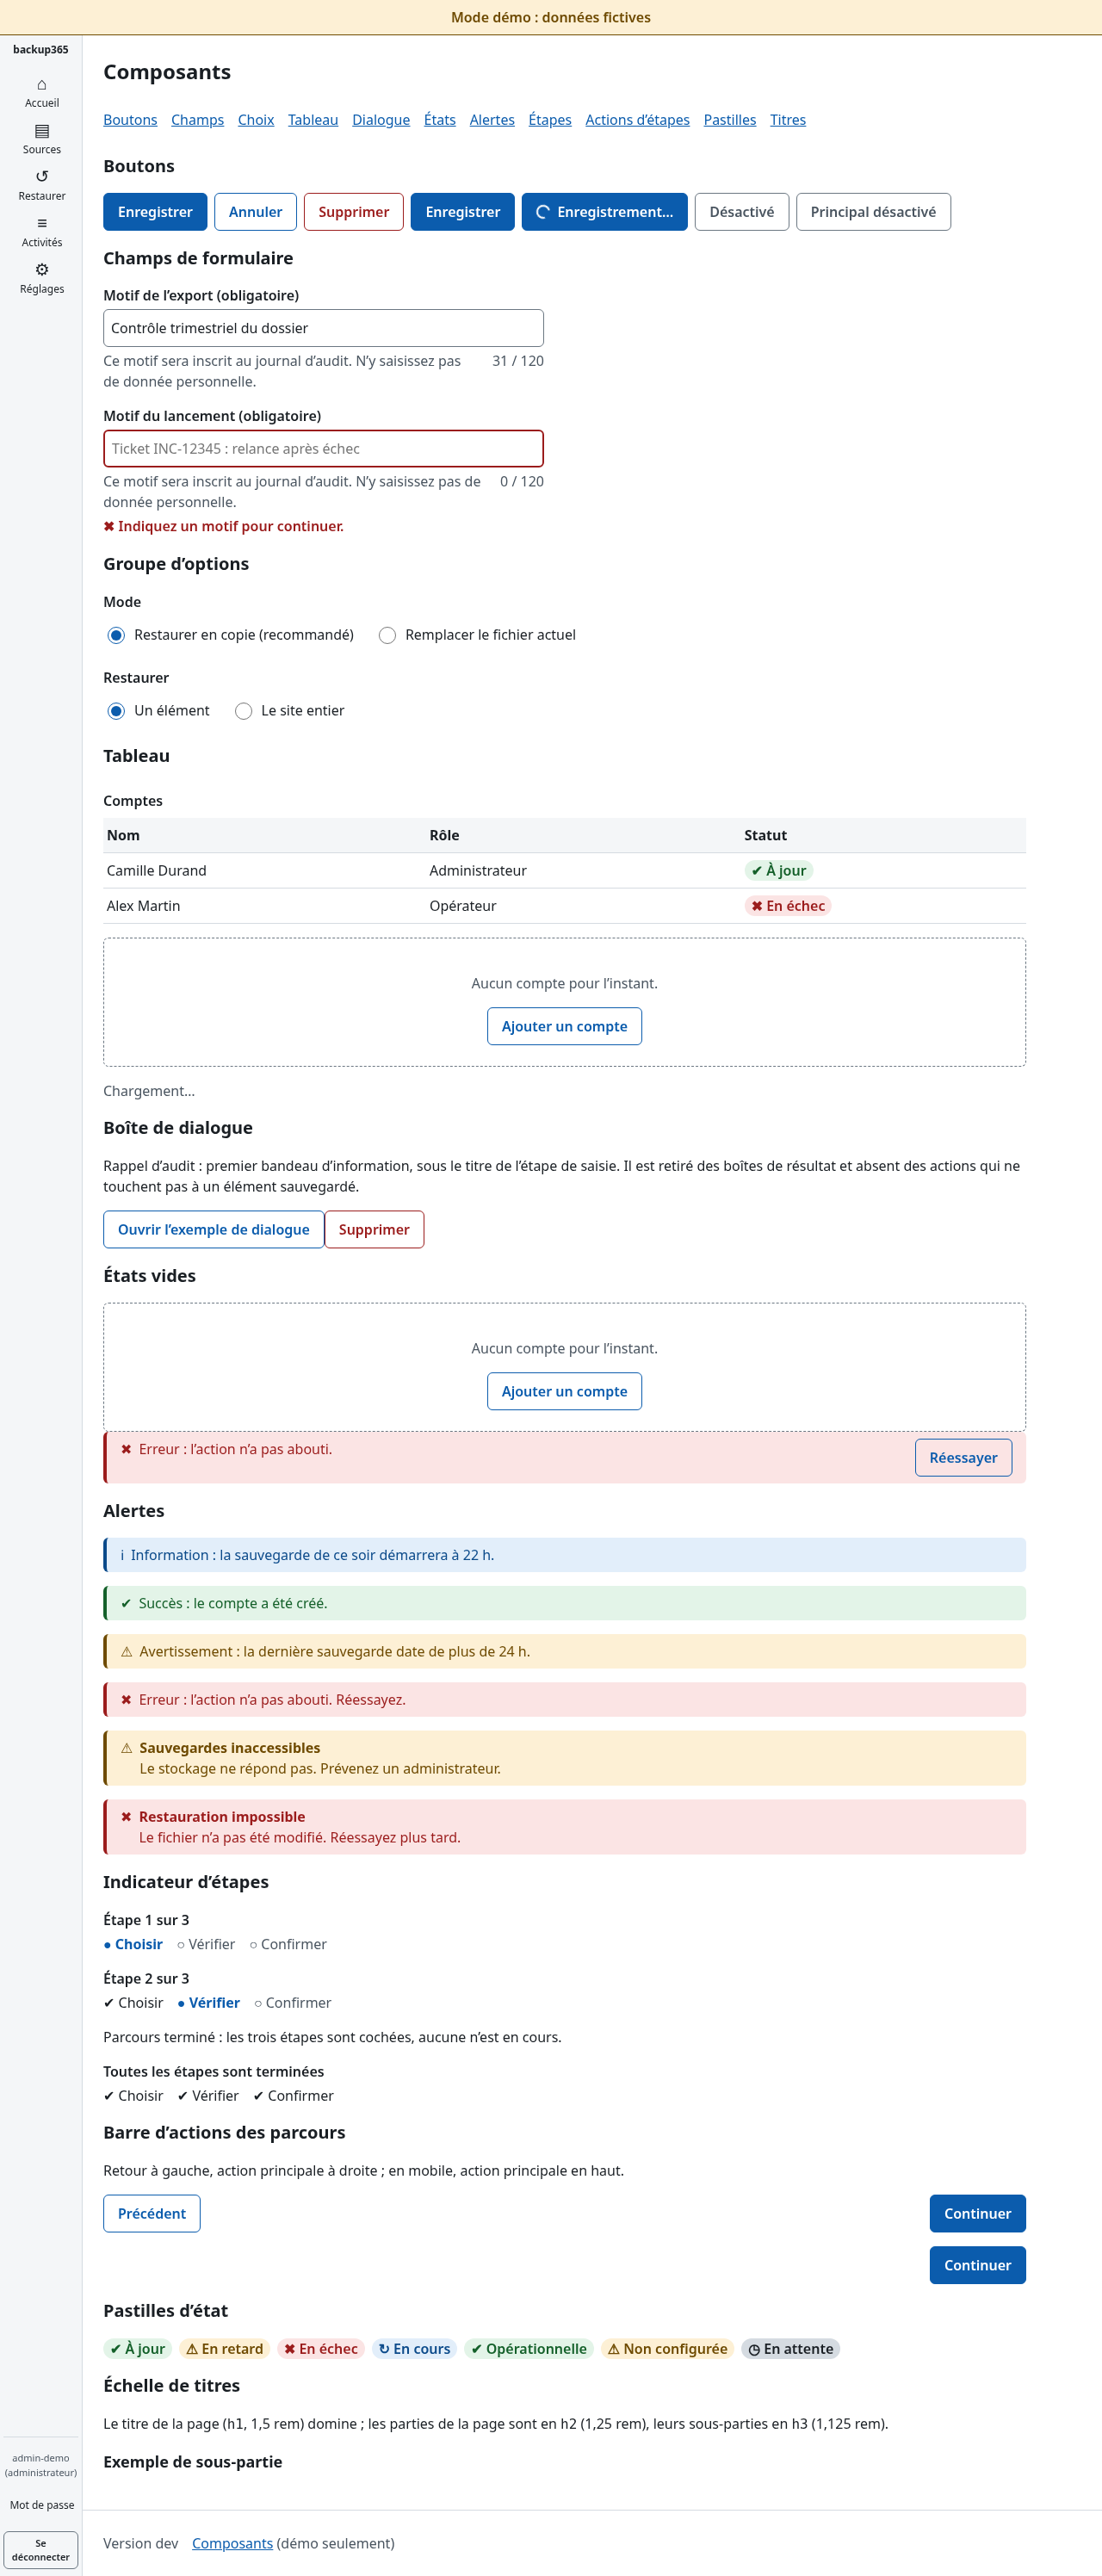 Mode démo : données fictives
backup365
Accueil
Sources
Restaurer
Activités
Réglages
Composants
Boutons Champs Choix Tableau Dialogue États Alertes Étapes Actions d’étapes Pastilles Titres
Boutons
Enregistrer Annuler Supprimer Enregistrer Enregistrement… Désactivé Principal désactivé
Champs de formulaire
Motif de l’export (obligatoire)
Contrôle trimestriel du dossier
Ce motif sera inscrit au journal d’audit. N’y saisissez pas 31 / 120
de donnée personnelle.
Motif du lancement (obligatoire)
Ticket INC-12345 : relance après échec
Ce motif sera inscrit au journal d’audit. N’y saisissez pas de 0 / 120
donnée personnelle.
✖ Indiquez un motif pour continuer.
Groupe d’options
Mode
Restaurer en copie (recommandé) Remplacer le fichier actuel
Restaurer
Un élément Le site entier
Tableau
Comptes
Nom Rôle Statut
Camille Durand Administrateur ✔ À jour
Alex Martin Opérateur ✖ En échec
Aucun compte pour l’instant.
Ajouter un compte
Chargement…
Boîte de dialogue
Rappel d’audit : premier bandeau d’information, sous le titre de l’étape de saisie. Il est retiré des boîtes de résultat et absent des actions qui ne
touchent pas à un élément sauvegardé.
Ouvrir l’exemple de dialogue Supprimer
États vides
Aucun compte pour l’instant.
Ajouter un compte
✖ Erreur : l’action n’a pas abouti. Réessayer
Alertes
i Information : la sauvegarde de ce soir démarrera à 22 h.
✔ Succès : le compte a été créé.
⚠ Avertissement : la dernière sauvegarde date de plus de 24 h.
✖ Erreur : l’action n’a pas abouti. Réessayez.
⚠ Sauvegardes inaccessibles
Le stockage ne répond pas. Prévenez un administrateur.
✖ Restauration impossible
Le fichier n’a pas été modifié. Réessayez plus tard.
Indicateur d’étapes
Étape 1 sur 3
● Choisir ○ Vérifier ○ Confirmer
Étape 2 sur 3
✔ Choisir ● Vérifier ○ Confirmer
Parcours terminé : les trois étapes sont cochées, aucune n’est en cours.
Toutes les étapes sont terminées
✔ Choisir ✔ Vérifier ✔ Confirmer
Barre d’actions des parcours
Retour à gauche, action principale à droite ; en mobile, action principale en haut.
Précédent Continuer
Continuer
Pastilles d’état
✔ À jour ⚠ En retard ✖ En échec ↻ En cours ✔ Opérationnelle ⚠ Non configurée ◷ En attente
Échelle de titres
Le titre de la page (h1, 1,5 rem) domine ; les parties de la page sont en h2 (1,25 rem), leurs sous-parties en h3 (1,125 rem).
Exemple de sous-partie
admin-demo
(administrateur)
Mot de passe
Se
déconnecter
Version dev Composants (démo seulement)